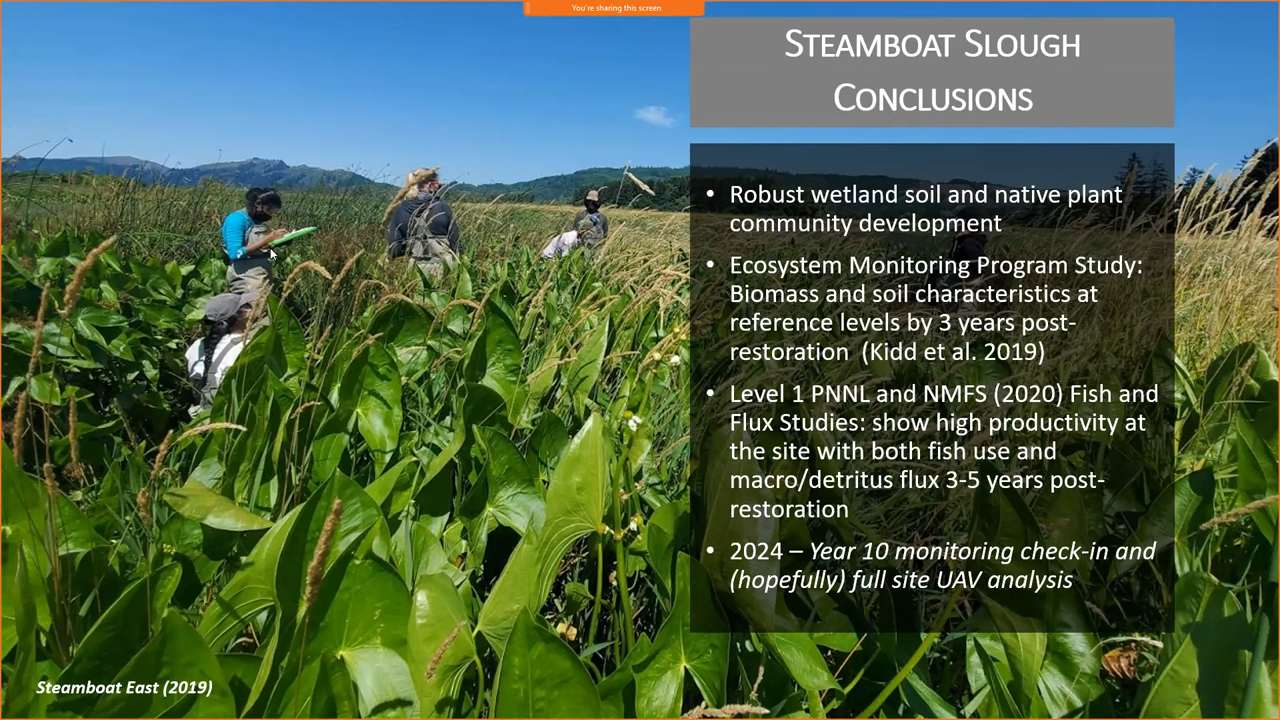 You're sharing this screen
STEAMBOAT SLOUGH
CONCLUSIONS
• Robust wetland soil and native plant
community development
• Ecosystem Monitoring Program Study:
Biomass and soil characteristics at
reference levels by 3 years post-
restoration (Kidd et al. 2019)
• Level 1 PNNL and NMFS (2020) Fish and
Flux Studies: show high productivity at
the site with both fish use and
macro/detritus flux 3-5 years post-
restoration
• 2024 – Year 10 monitoring check-in and
(hopefully) full site UAV analysis
Steamboat East (2019)